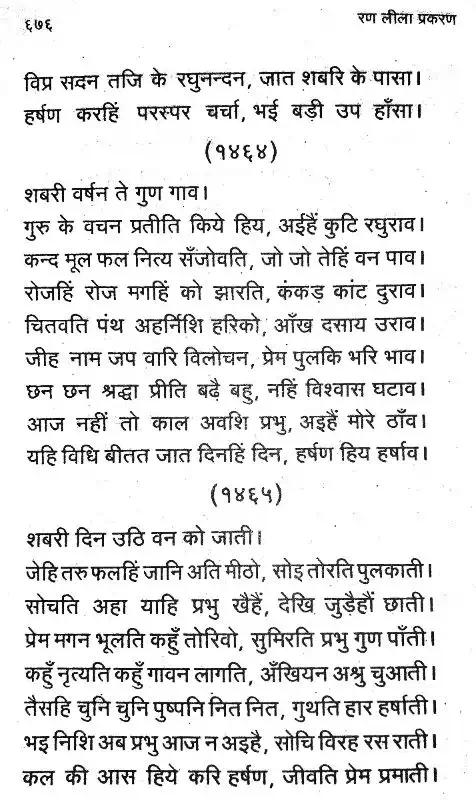 ६७६ रण लीला प्रकरण
विप्र सदन तजि के रघुनन्दन, जात शबरि के पासा।
हर्षण करहिं परस्पर चर्चा, भई बड़ी उप हाँसा।
(१४६४)
शबरी वर्षन ते गुण गाव।
गुरु के वचन प्रतीति किये हिय, अईहैं कुटि रघुराव।
कन्द मूल फल नित्य सँजोवति, जो जो तेहिं वन पाव।
रोजहिं रोज मगहिं को झारति, कंकड़ कांट दुराव।
चितवति पंथ अहर्निशि हरिको, आँख दसाय उराव।
जीह नाम जप वारि विलोचन, प्रेम पुलकि भरि भाव।
छन छन श्रद्धा प्रीति बढ़ै बहु, नहिं विश्वास घटाव।
आज नहीं तो काल अवशि प्रभु, अइहैं मोरे ठाँव।
यहि विधि बीतत जात दिनहिं दिन, हर्षण हिय हर्षाव।
(१४६५)
शबरी दिन उठि वन को जाती।
जेहि तरु फलहिं जानि अति मीठो, सोइ तोरति पुलकाती।
सोचति अहा याहि प्रभु खैहैं, देखि जुड़ैहौं छाती।
प्रेम मगन भूलति कहुँ तोरिवो, सुमिरति प्रभु गुण पाँती।
कहुँ नृत्यति कहुँ गावन लागति, अँखियन अश्रु चुआती।
तैसहि चुनि चुनि पुष्पनि नित नित, गुथति हार हर्षाती।
भइ निशि अब प्रभु आज न अइहै, सोचि विरह रस राती।
कल की आस हिये करि हर्षण, जीवति प्रेम प्रमाती।